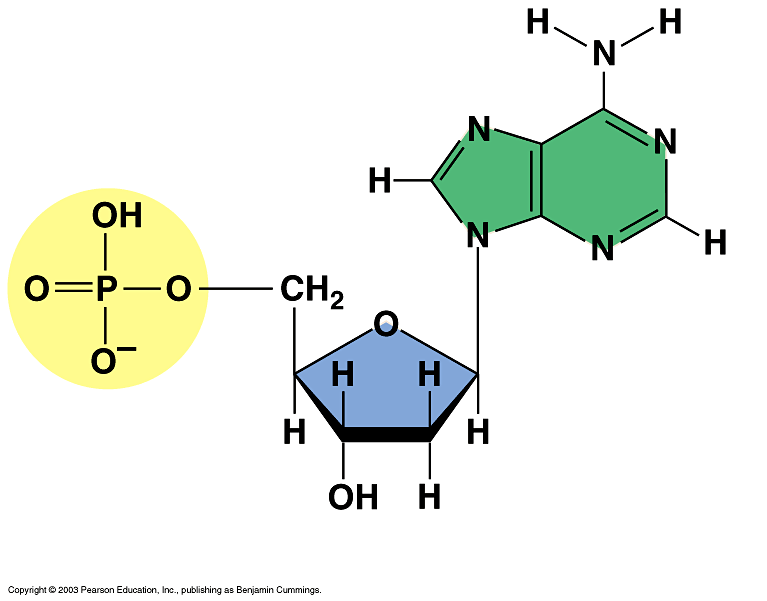 H H
N
N N
H
OH
N N H
O P O CH₂
O
O⁻
H H
H H
OH H
Copyright © 2003 Pearson Education, Inc., publishing as Benjamin Cummings.